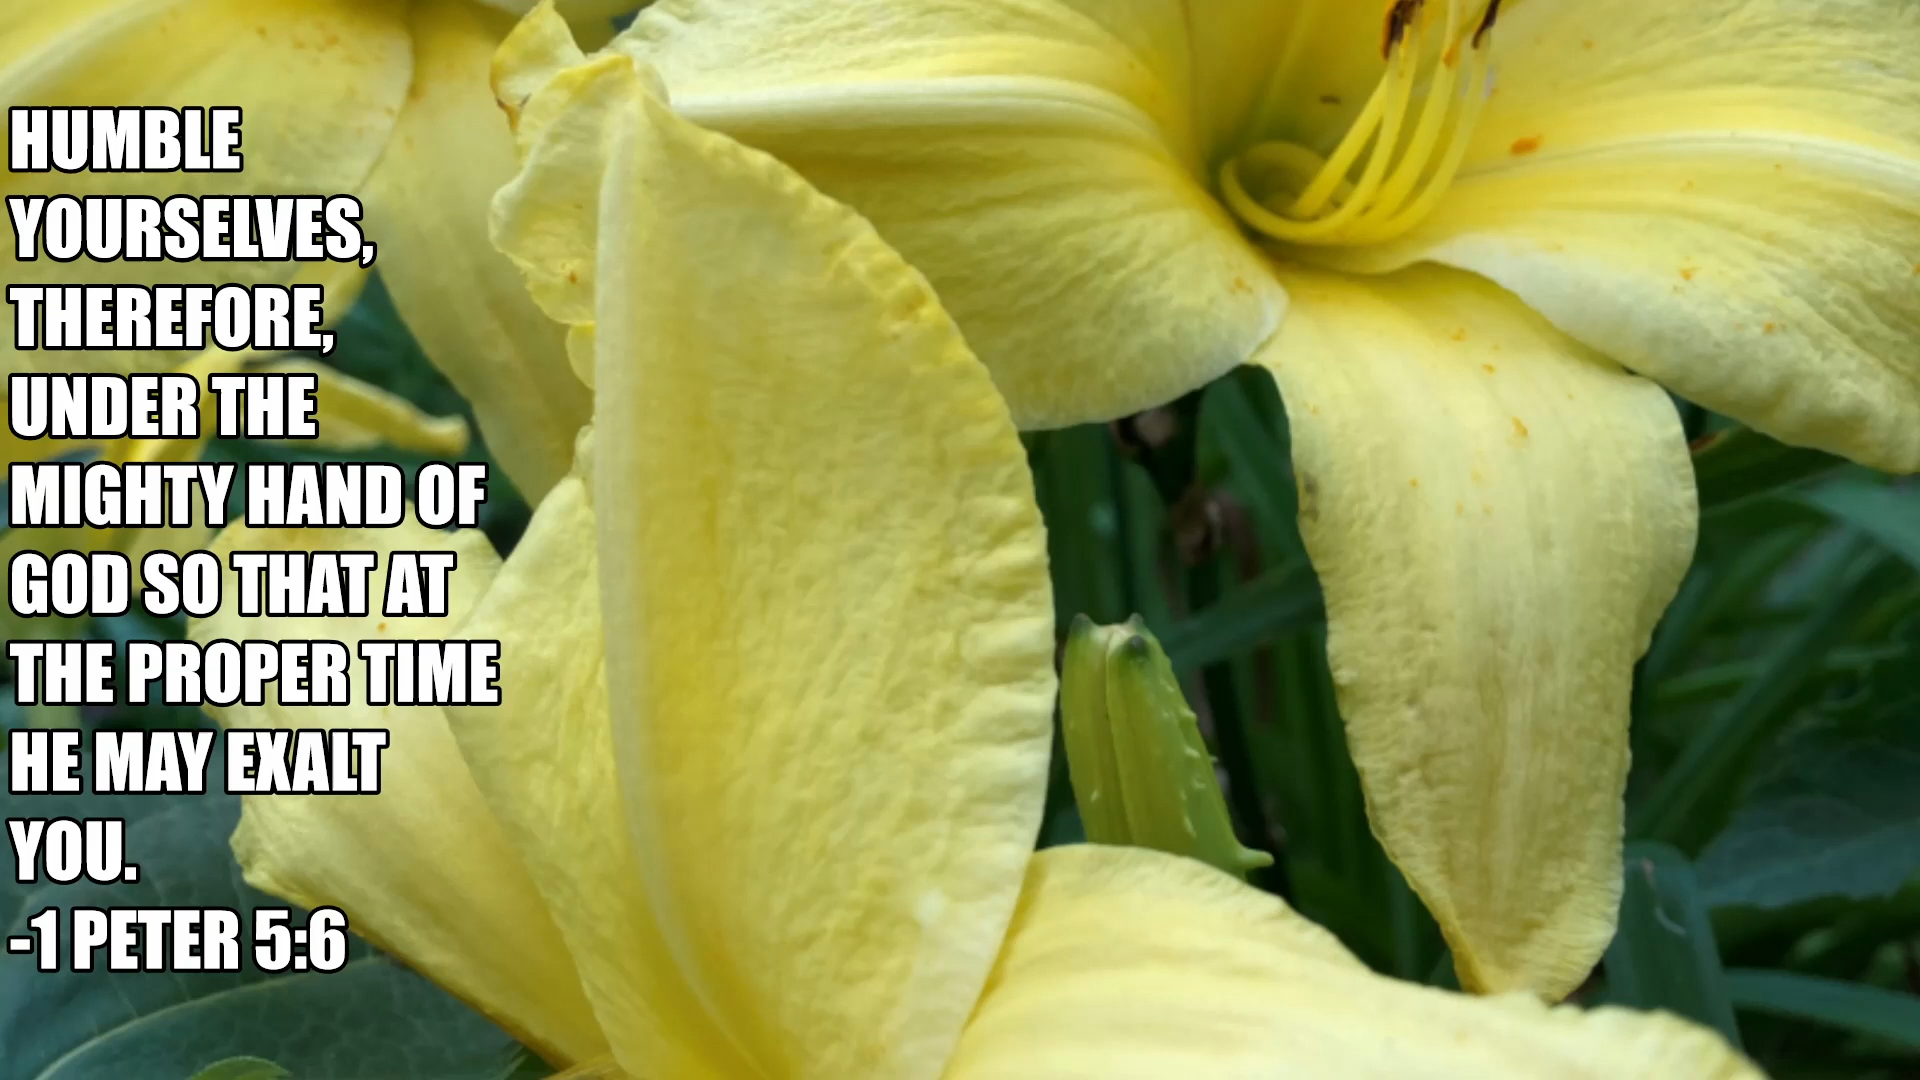 HUMBLE
YOURSELVES,
THEREFORE,
UNDER THE
MIGHTY HAND OF
GOD SO THAT AT
THE PROPER TIME
HE MAY EXALT
YOU.
-1 PETER 5:6